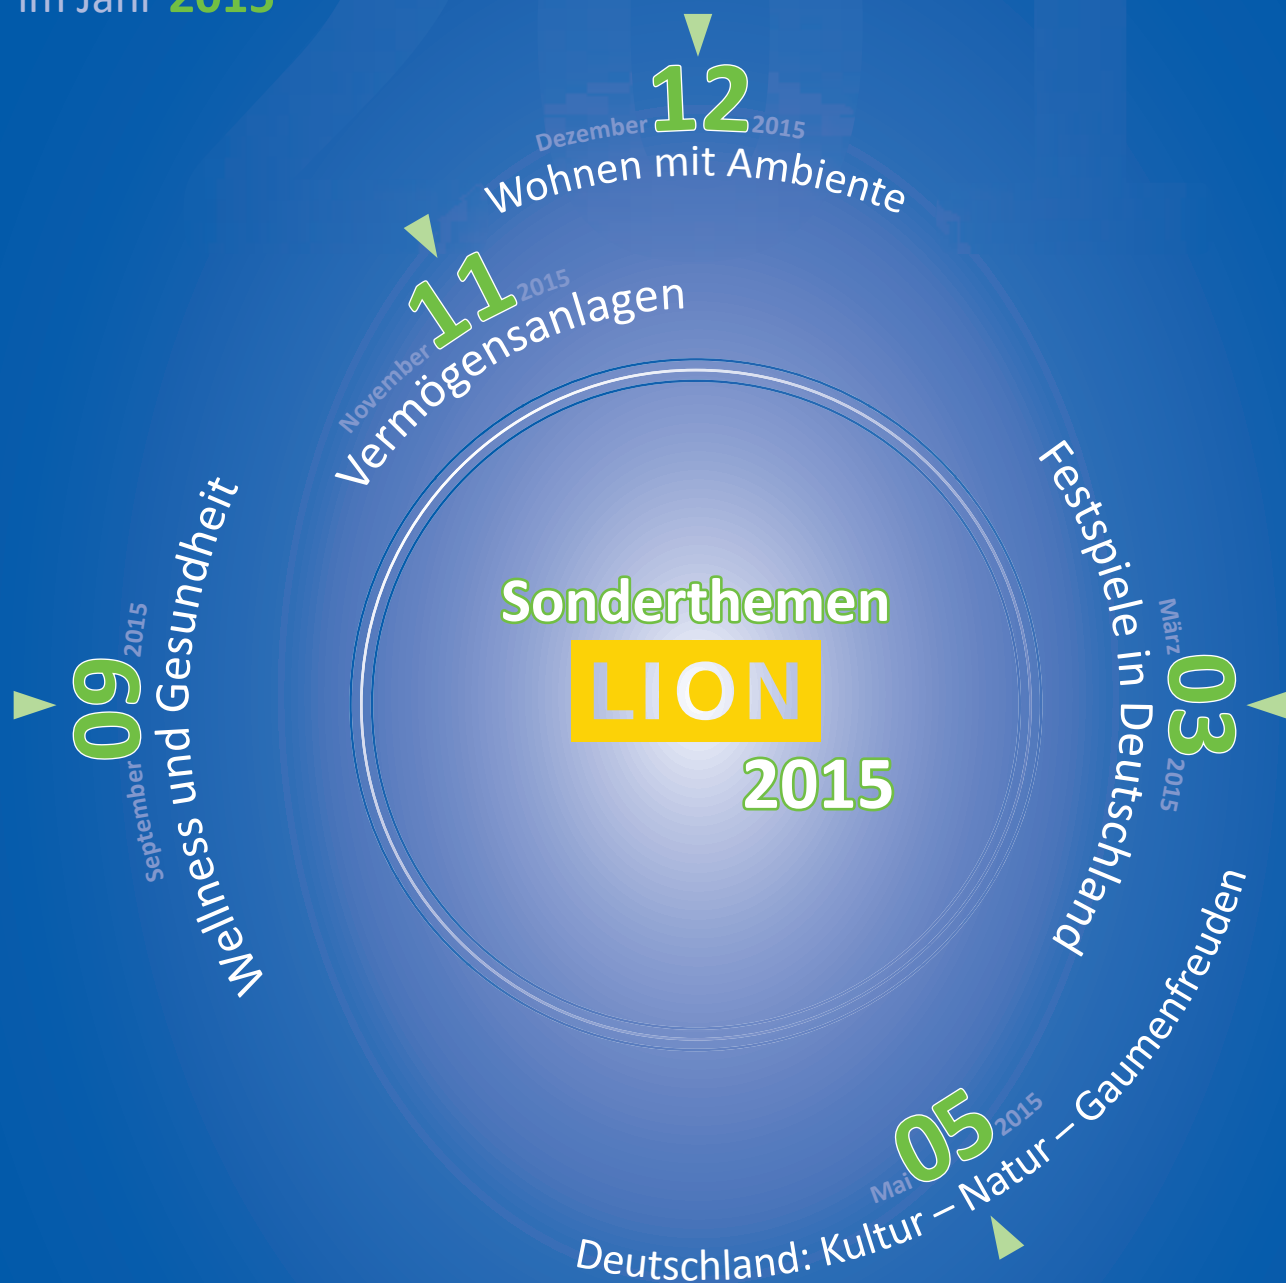 im Jahr 2015
Dezember 12 2015
Wohnen mit Ambiente
November 11 2015
Vermögensanlagen
September 09 2015
Wellness und Gesundheit
Sonderthemen
LION
2015
März 03 2015
Festspiele in Deutschland
Mai 05 2015
Deutschland: Kultur – Natur – Gaumenfreuden